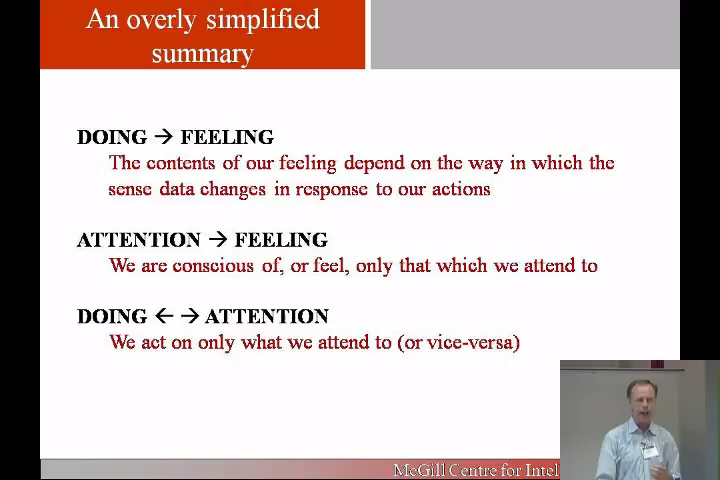 An overly simplified
summary
DOING → FEELING
The contents of our feeling depend on the way in which the
sense data changes in response to our actions
ATTENTION → FEELING
We are conscious of, or feel, only that which we attend to
DOING ← → ATTENTION
We act on only what we attend to (or vice-versa)
McGill Centre for Intel